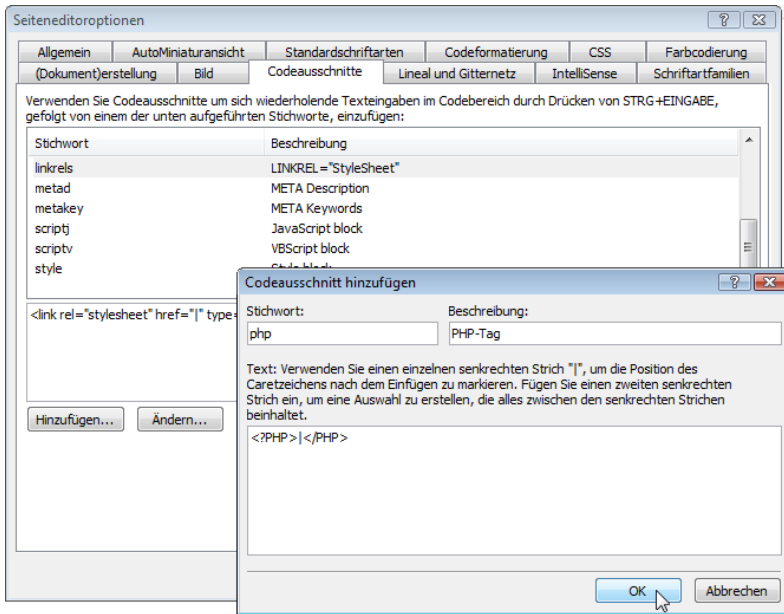 Seiteneditoroptionen
Allgemein AutoMiniaturansicht Standardschriftarten Codeformatierung CSS Farbcodierung
(Dokument)erstellung Bild Codeausschnitte Lineal und Gitternetz IntelliSense Schriftartfamilien
Verwenden Sie Codeausschnitte um sich wiederholende Texteingaben im Codebereich durch Drücken von STRG+EINGABE,
gefolgt von einem der unten aufgeführten Stichworte, einzufügen:
Stichwort Beschreibung
linkrels LINKREL="StyleSheet"
metad META Description
metakey META Keywords
scriptj JavaScript block
scriptv VBScript block
style Style block
<link rel="stylesheet" href="|" type=
Hinzufügen... Ändern...
Codeausschnitt hinzufügen
Stichwort: Beschreibung:
php PHP-Tag
Text: Verwenden Sie einen einzelnen senkrechten Strich "|", um die Position des
Caretzeichens nach dem Einfügen zu markieren. Fügen Sie einen zweiten senkrechten
Strich ein, um eine Auswahl zu erstellen, die alles zwischen den senkrechten Strichen
beinhaltet.
<?PHP>|</PHP>
OK Abbrechen